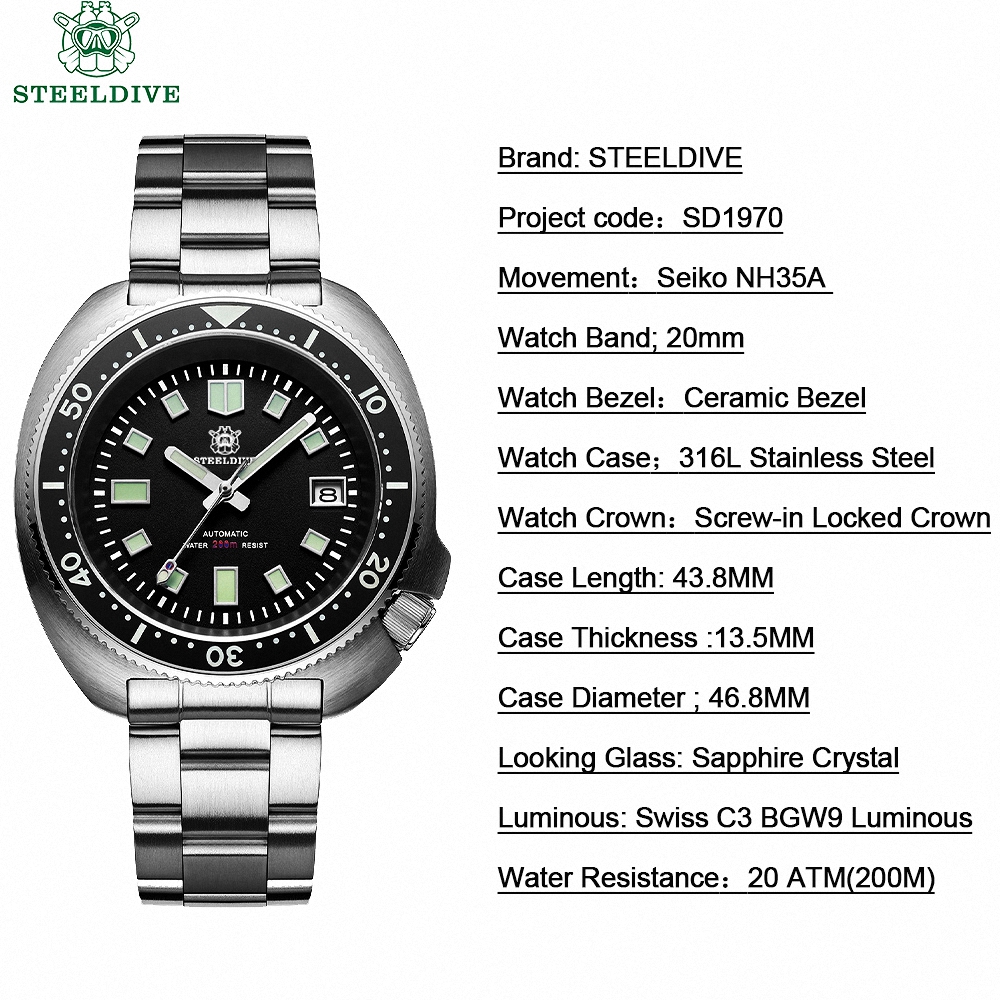 STEELDIVE
Brand: STEELDIVE
Project code：SD1970
Movement：Seiko NH35A
Watch Band; 20mm
Watch Bezel：Ceramic Bezel
Watch Case；316L Stainless Steel
Watch Crown：Screw-in Locked Crown
Case Length: 43.8MM
Case Thickness :13.5MM
Case Diameter ; 46.8MM
Looking Glass: Sapphire Crystal
Luminous: Swiss C3 BGW9 Luminous
Water Resistance：20 ATM(200M)
50
10
STEELDIVE
8
AUTOMATIC
WATER 200m RESIST
40
20
30